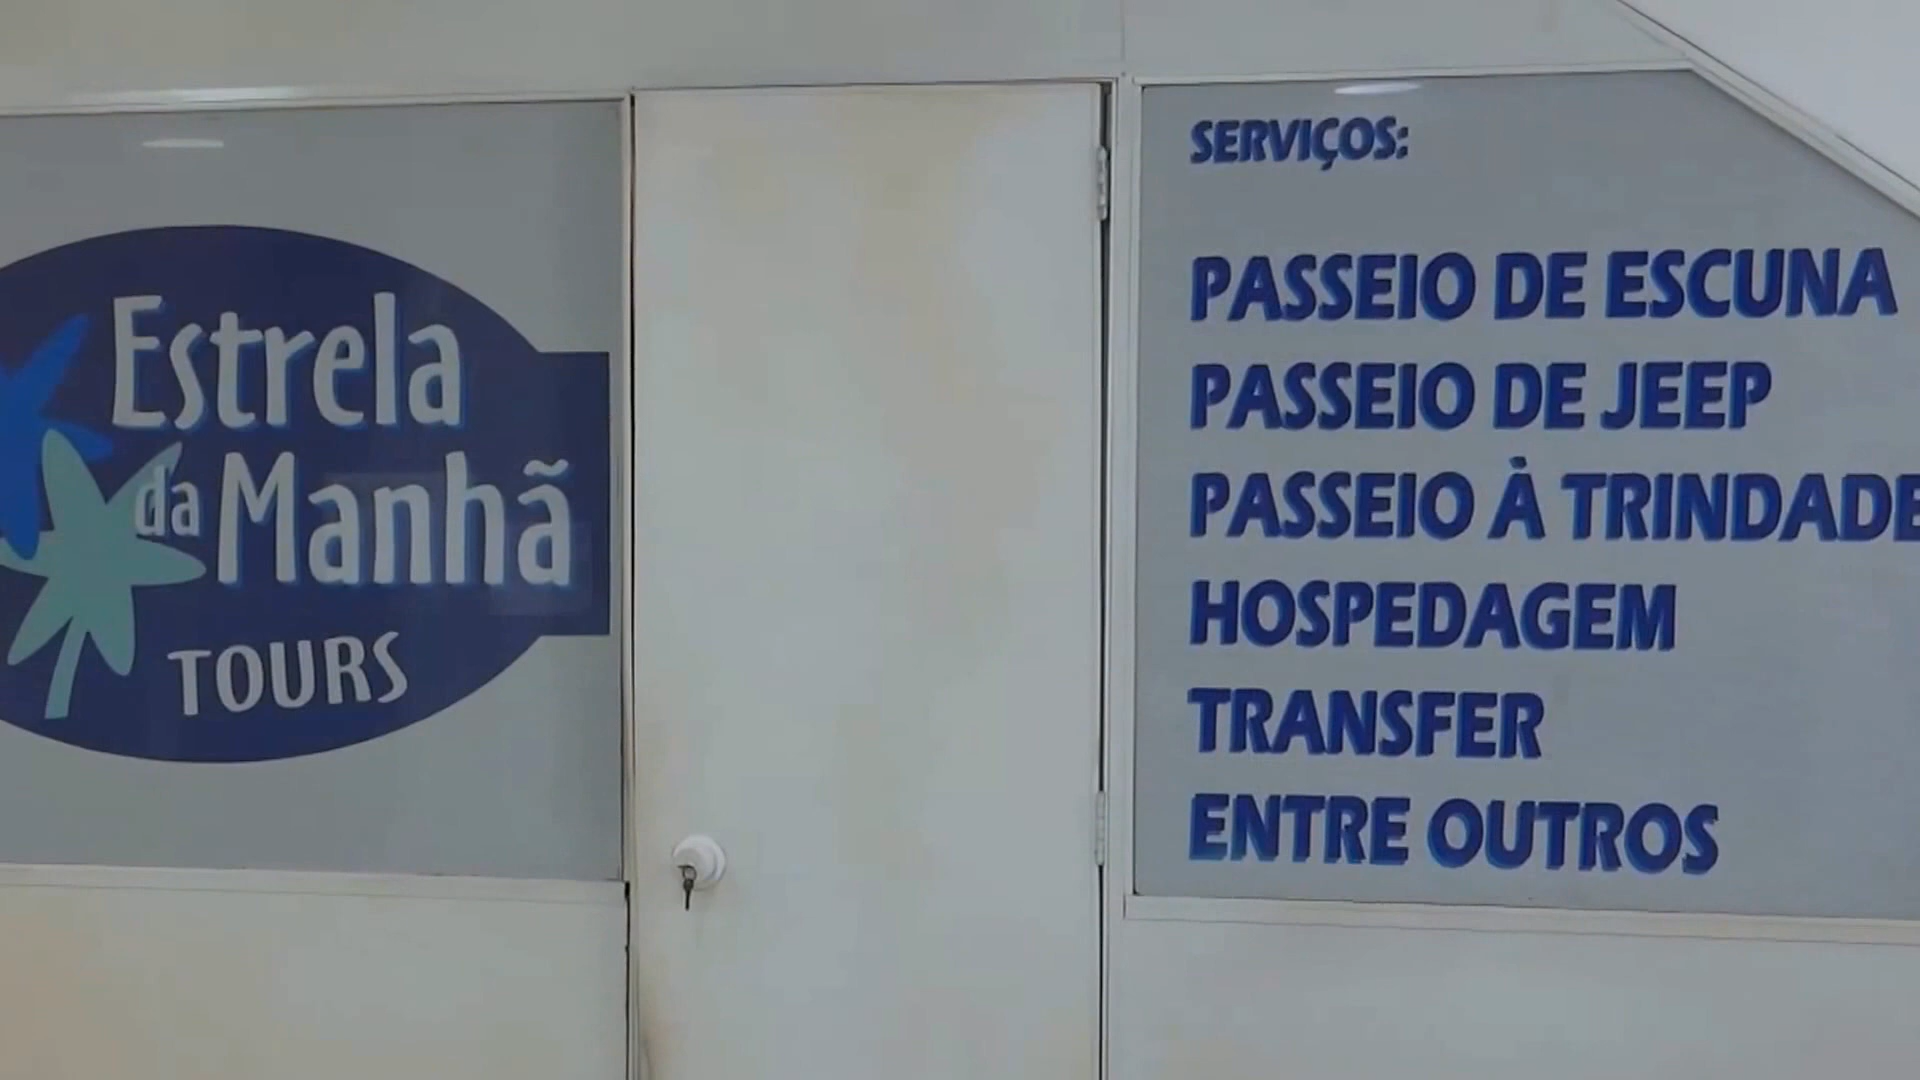 Estrela
da Manhã
TOURS
SERVIÇOS:
PASSEIO DE ESCUNA
PASSEIO DE JEEP
PASSEIO À TRINDADE
HOSPEDAGEM
TRANSFER
ENTRE OUTROS